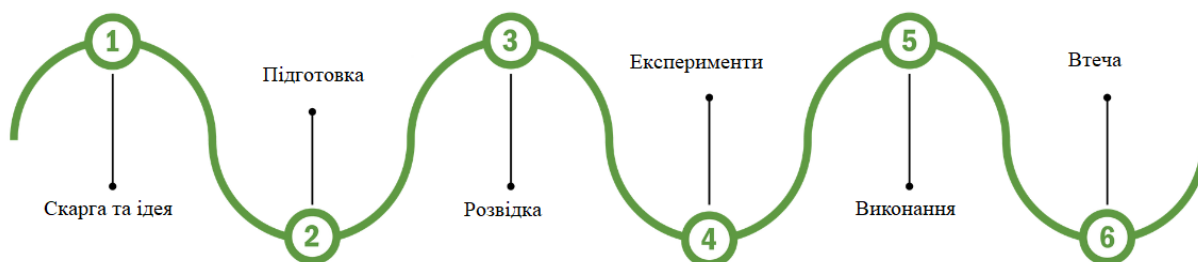 1
Скарга та ідея
Підготовка
2
3
Розвідка
Експерименти
4
5
Виконання
Втеча
6